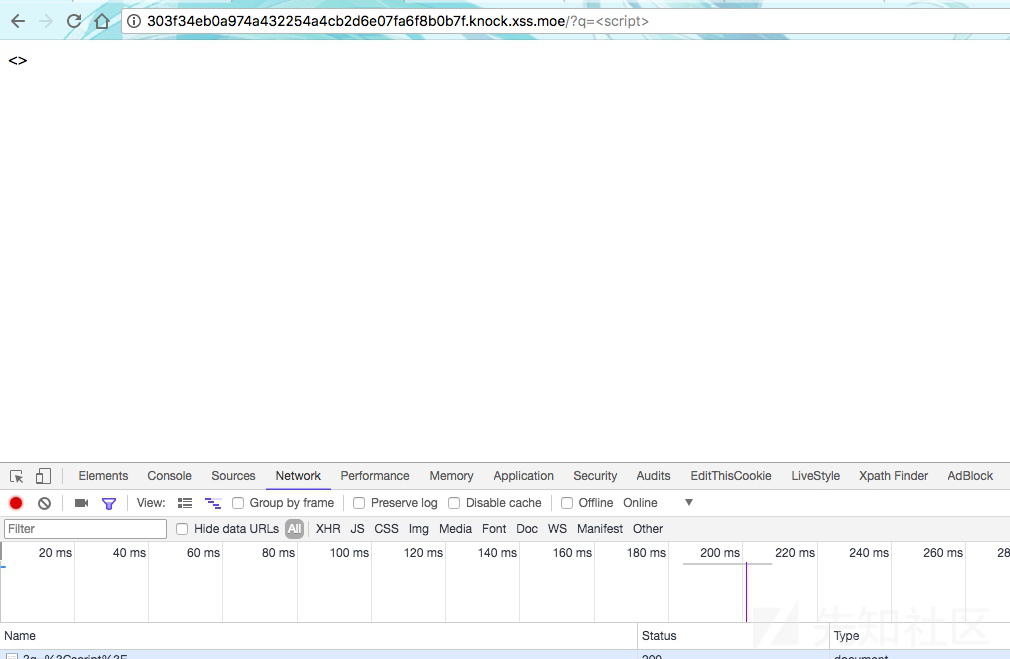 303f34eb0a974a432254a4cb2d6e07fa6f8b0b7f.knock.xss.moe/?q=<script>
<>
Elements Console Sources Network Performance Memory Application Security Audits EditThisCookie LiveStyle Xpath Finder AdBlock
View: Group by frame Preserve log Disable cache Offline Online
Filter Hide data URLs All XHR JS CSS Img Media Font Doc WS Manifest Other
20 ms 40 ms 60 ms 80 ms 100 ms 120 ms 140 ms 160 ms 180 ms 200 ms 220 ms 240 ms 260 ms 28
先知社区
Name Status Type
?q=%3Cscript%3E 200 document